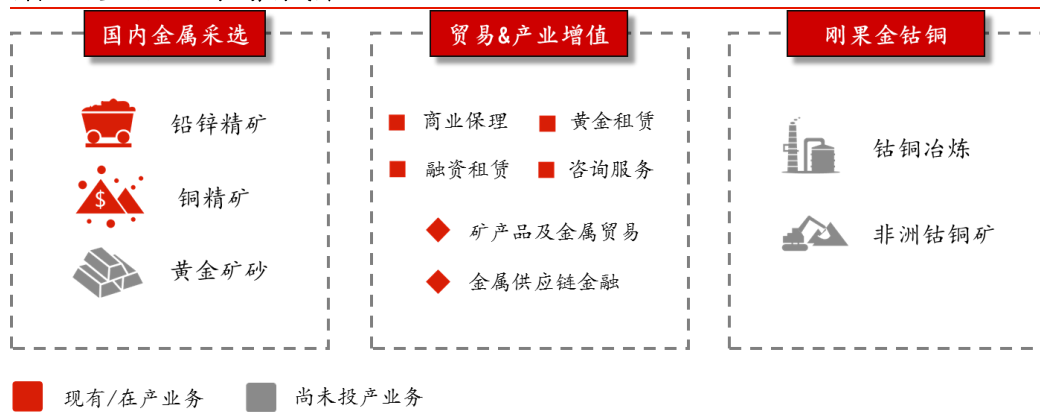 国内金属采选
铅锌精矿
铜精矿
$
黄金矿砂
贸易&产业增值
商业保理 黄金租赁
融资租赁 咨询服务
矿产品及金属贸易
金属供应链金融
刚果金钴铜
钴铜冶炼
非洲钴铜矿
现有/在产业务 尚未投产业务